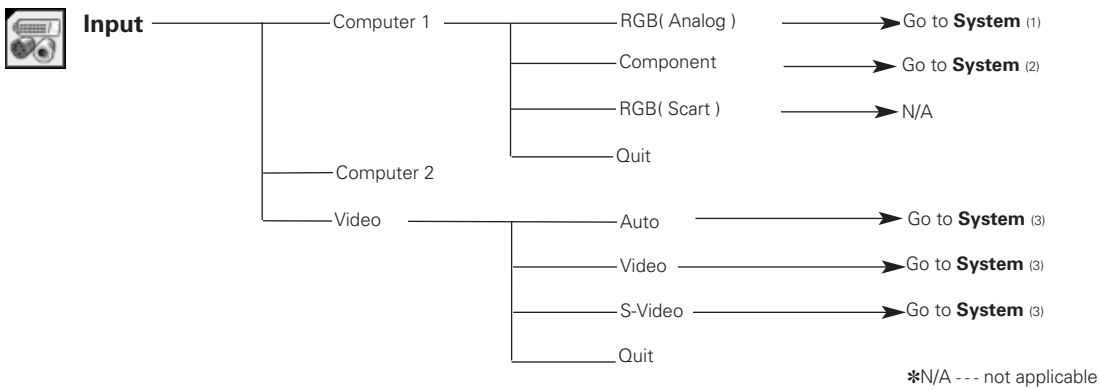 Input Computer 1 RGB( Analog ) Go to System (1)
Component Go to System (2)
RGB( Scart ) N/A
Quit
Computer 2
Video Auto Go to System (3)
Video Go to System (3)
S-Video Go to System (3)
Quit
✽N/A - - - not applicable